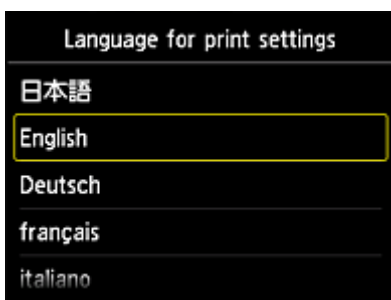 Language for print settings
日本語
English
Deutsch
français
italiano